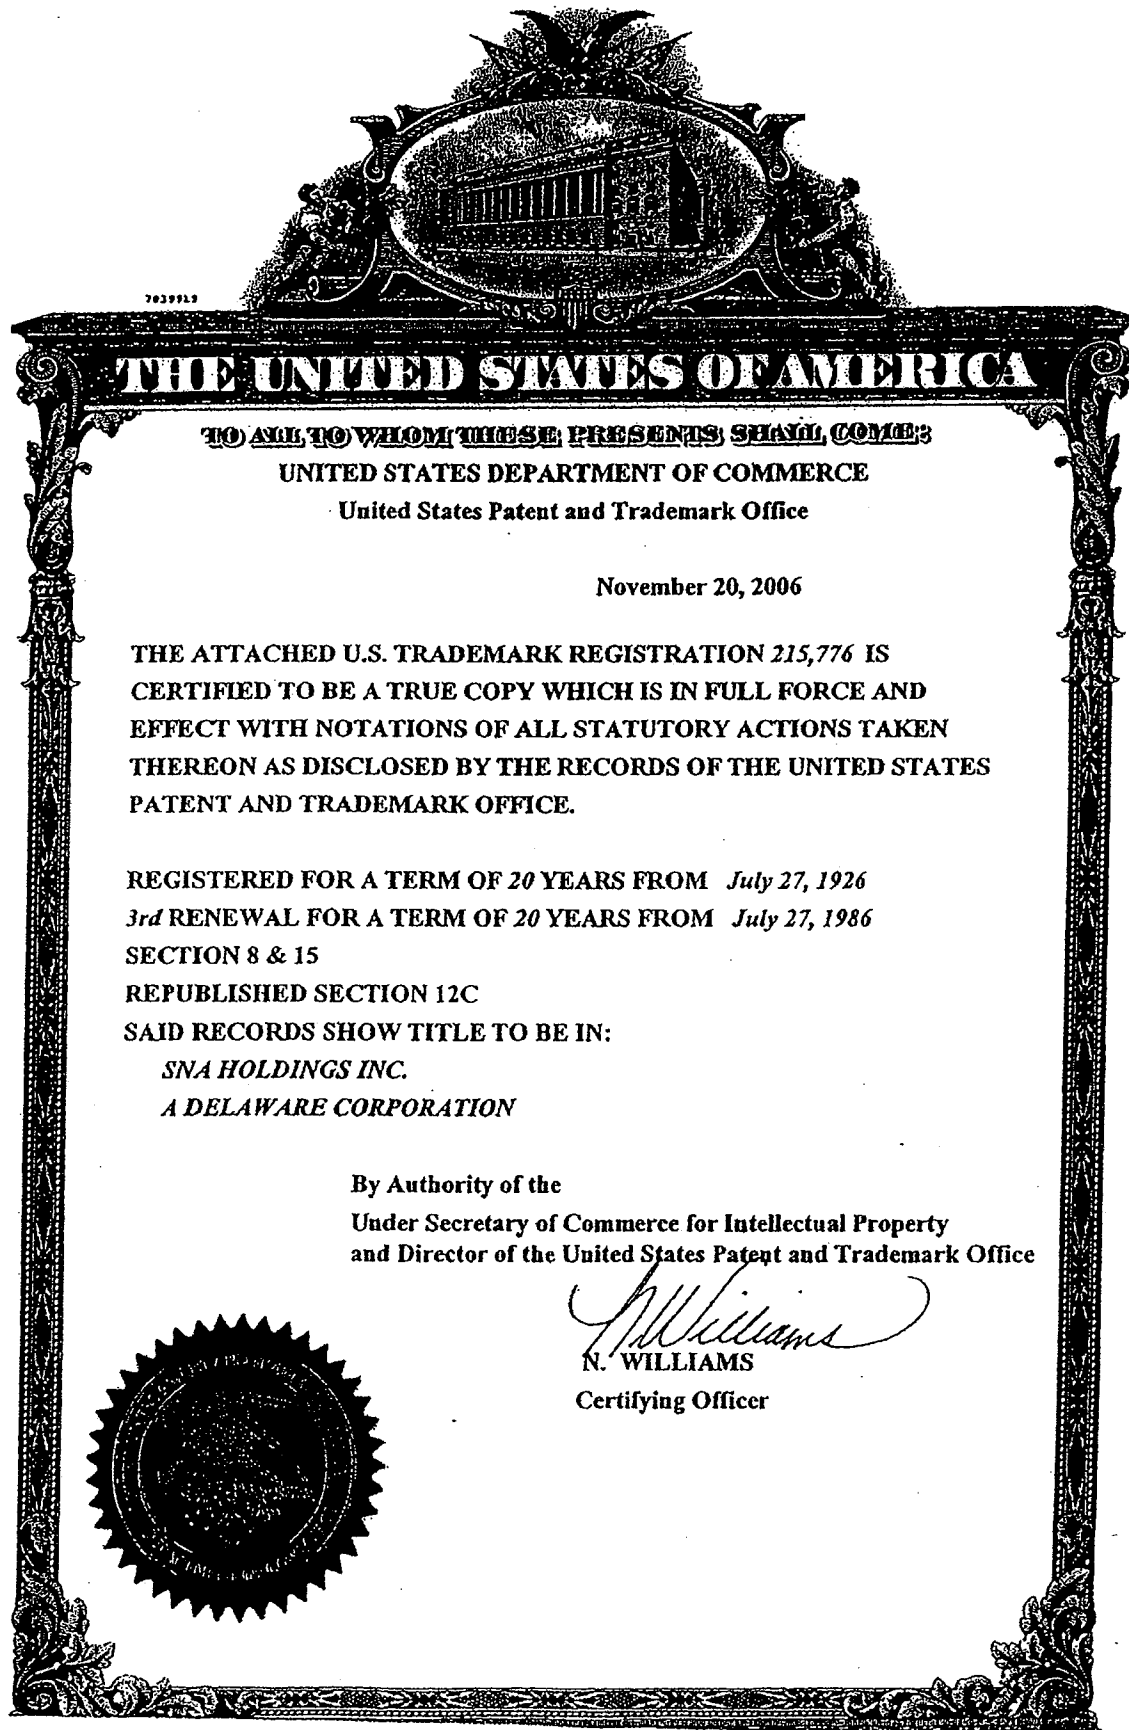 7039919
THE UNITED STATES OF AMERICA
TO ALL TO WHOM THESE PRESENTS SHALL COME:
UNITED STATES DEPARTMENT OF COMMERCE
United States Patent and Trademark Office
November 20, 2006
THE ATTACHED U.S. TRADEMARK REGISTRATION 215,776 IS
CERTIFIED TO BE A TRUE COPY WHICH IS IN FULL FORCE AND
EFFECT WITH NOTATIONS OF ALL STATUTORY ACTIONS TAKEN
THEREON AS DISCLOSED BY THE RECORDS OF THE UNITED STATES
PATENT AND TRADEMARK OFFICE.
REGISTERED FOR A TERM OF 20 YEARS FROM July 27, 1926
3rd RENEWAL FOR A TERM OF 20 YEARS FROM July 27, 1986
SECTION 8 & 15
REPUBLISHED SECTION 12C
SAID RECORDS SHOW TITLE TO BE IN:
SNA HOLDINGS INC.
A DELAWARE CORPORATION
By Authority of the
Under Secretary of Commerce for Intellectual Property
and Director of the United States Patent and Trademark Office
N Williams
N. WILLIAMS
Certifying Officer